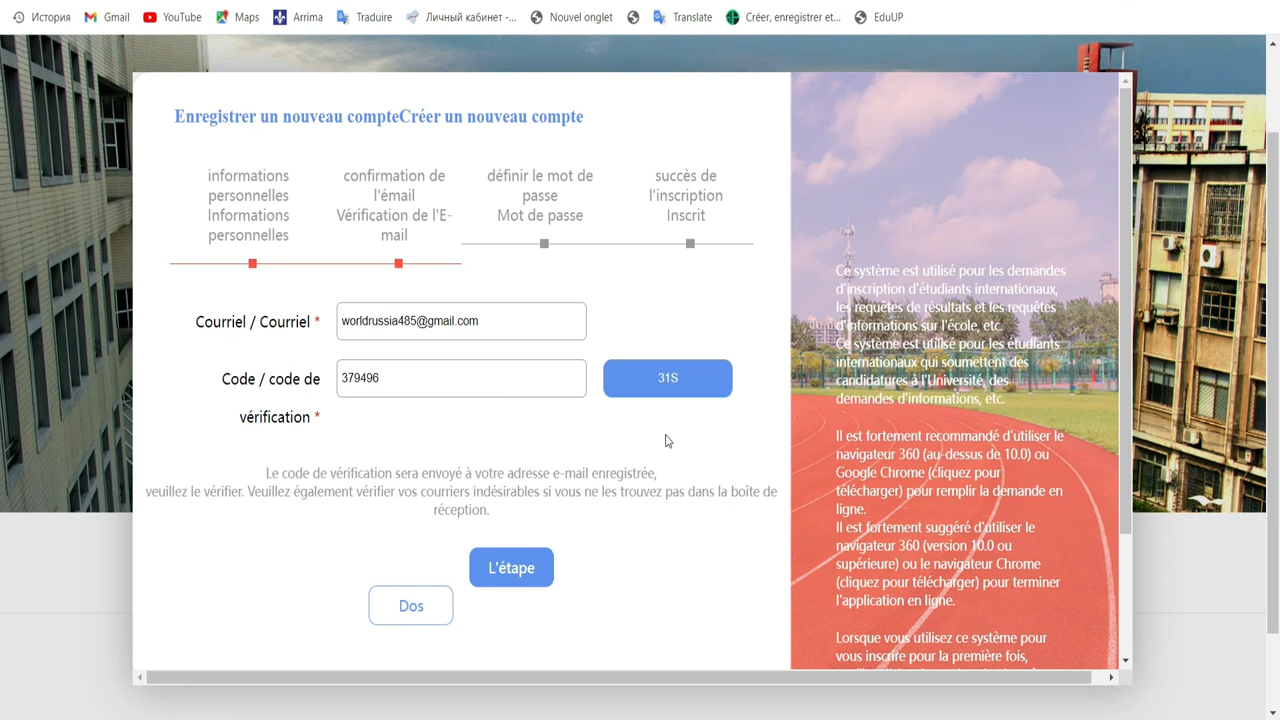 История Gmail YouTube Maps Arrima Traduire Личный кабинет -... Nouvel onglet Translate Créer, enregistrer et... EduUP
Enregistrer un nouveau compteCréer un nouveau compte
informations
personnelles
Informations
personnelles
confirmation de
l'émail
Vérification de l'E-
mail
définir le mot de
passe
Mot de passe
succès de
l'inscription
Inscrit
Courriel / Courriel *
worldrussia485@gmail.com
Code / code de
vérification *
379496
31S
Le code de vérification sera envoyé à votre adresse e-mail enregistrée,
veuillez le vérifier. Veuillez également vérifier vos courriers indésirables si vous ne les trouvez pas dans la boîte de
réception.
L'étape
Dos
Ce système est utilisé pour les demandes
d'inscription d'étudiants internationaux,
les requêtes de résultats et les requêtes
d'informations sur l'école, etc.
Ce système est utilisé pour les étudiants
internationaux qui soumettent des
candidatures à l'Université, des
demandes d'informations, etc.
Il est fortement recommandé d'utiliser le
navigateur 360 (au-dessus de 10.0) ou
Google Chrome (cliquez pour
télécharger) pour remplir la demande en
ligne.
Il est fortement suggéré d'utiliser le
navigateur 360 (version 10.0 ou
supérieure) ou le navigateur Chrome
(cliquez pour télécharger) pour terminer
l'application en ligne.
Lorsque vous utilisez ce système pour
vous inscrire pour la première fois,